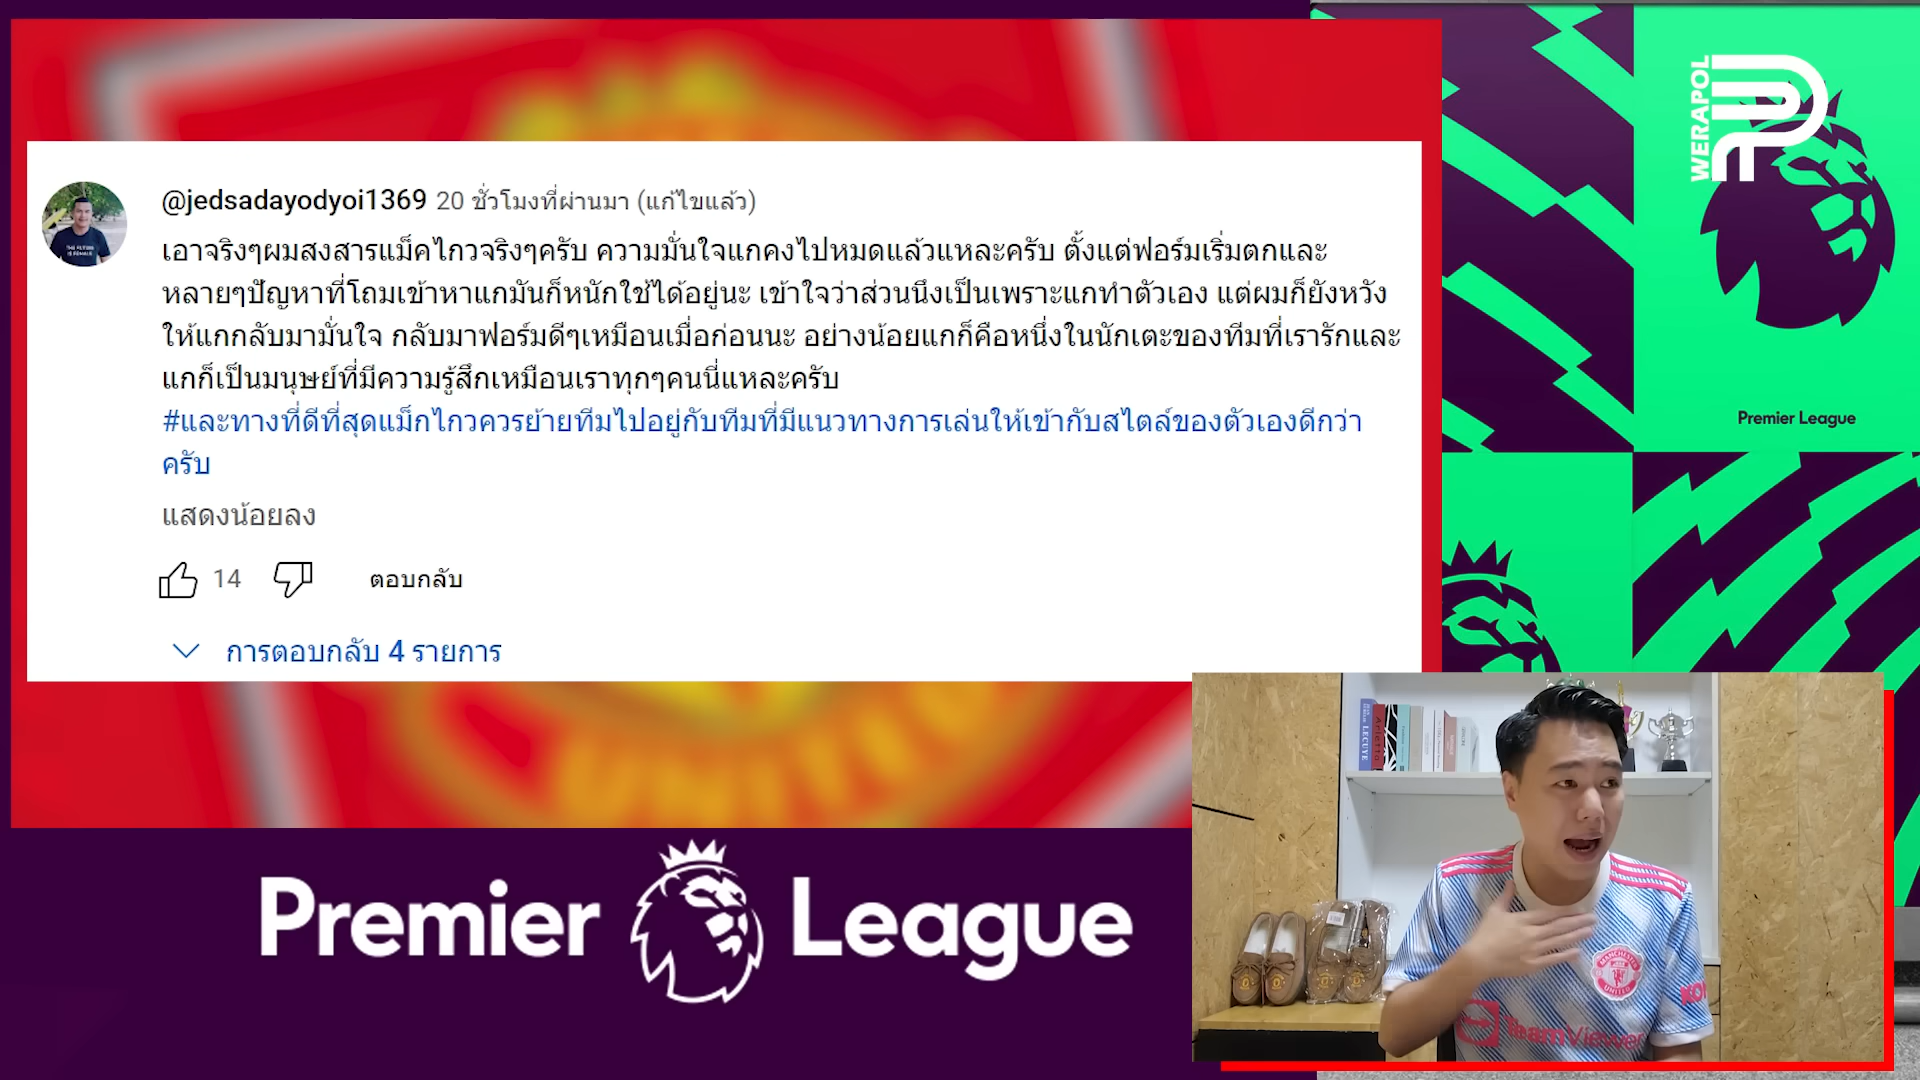 @jedsadayodyoi1369 20 ชั่วโมงที่ผ่านมา (แก้ไขแล้ว)
เอาจริงๆผมสงสารแม็คไกวจริงๆครับ ความมั่นใจแกคงไปหมดแล้วแหละครับ ตั้งแต่ฟอร์มเริ่มตกและ
หลายๆปัญหาที่โถมเข้าหาแกมันก็หนักใช้ได้อยู่นะ เข้าใจว่าส่วนนึงเป็นเพราะแกทำตัวเอง แต่ผมก็ยังหวัง
ให้แกกลับมามั่นใจ กลับมาฟอร์มดีๆเหมือนเมื่อก่อนนะ อย่างน้อยแกก็คือหนึ่งในนักเตะของทีมที่เรารักและ
แกก็เป็นมนุษย์ที่มีความรู้สึกเหมือนเราทุกๆคนนี่แหละครับ
#และทางที่ดีที่สุดแม็กไกวควรย้ายทีมไปอยู่กับทีมที่มีแนวทางการเล่นให้เข้ากับสไตล์ของตัวเองดีกว่า
ครับ
แสดงน้อยลง
14 ตอบกลับ
การตอบกลับ 4 รายการ
WERAPOL
Premier League
Premier League
UNITED
MANCHESTER
UNITED
TeamViewer